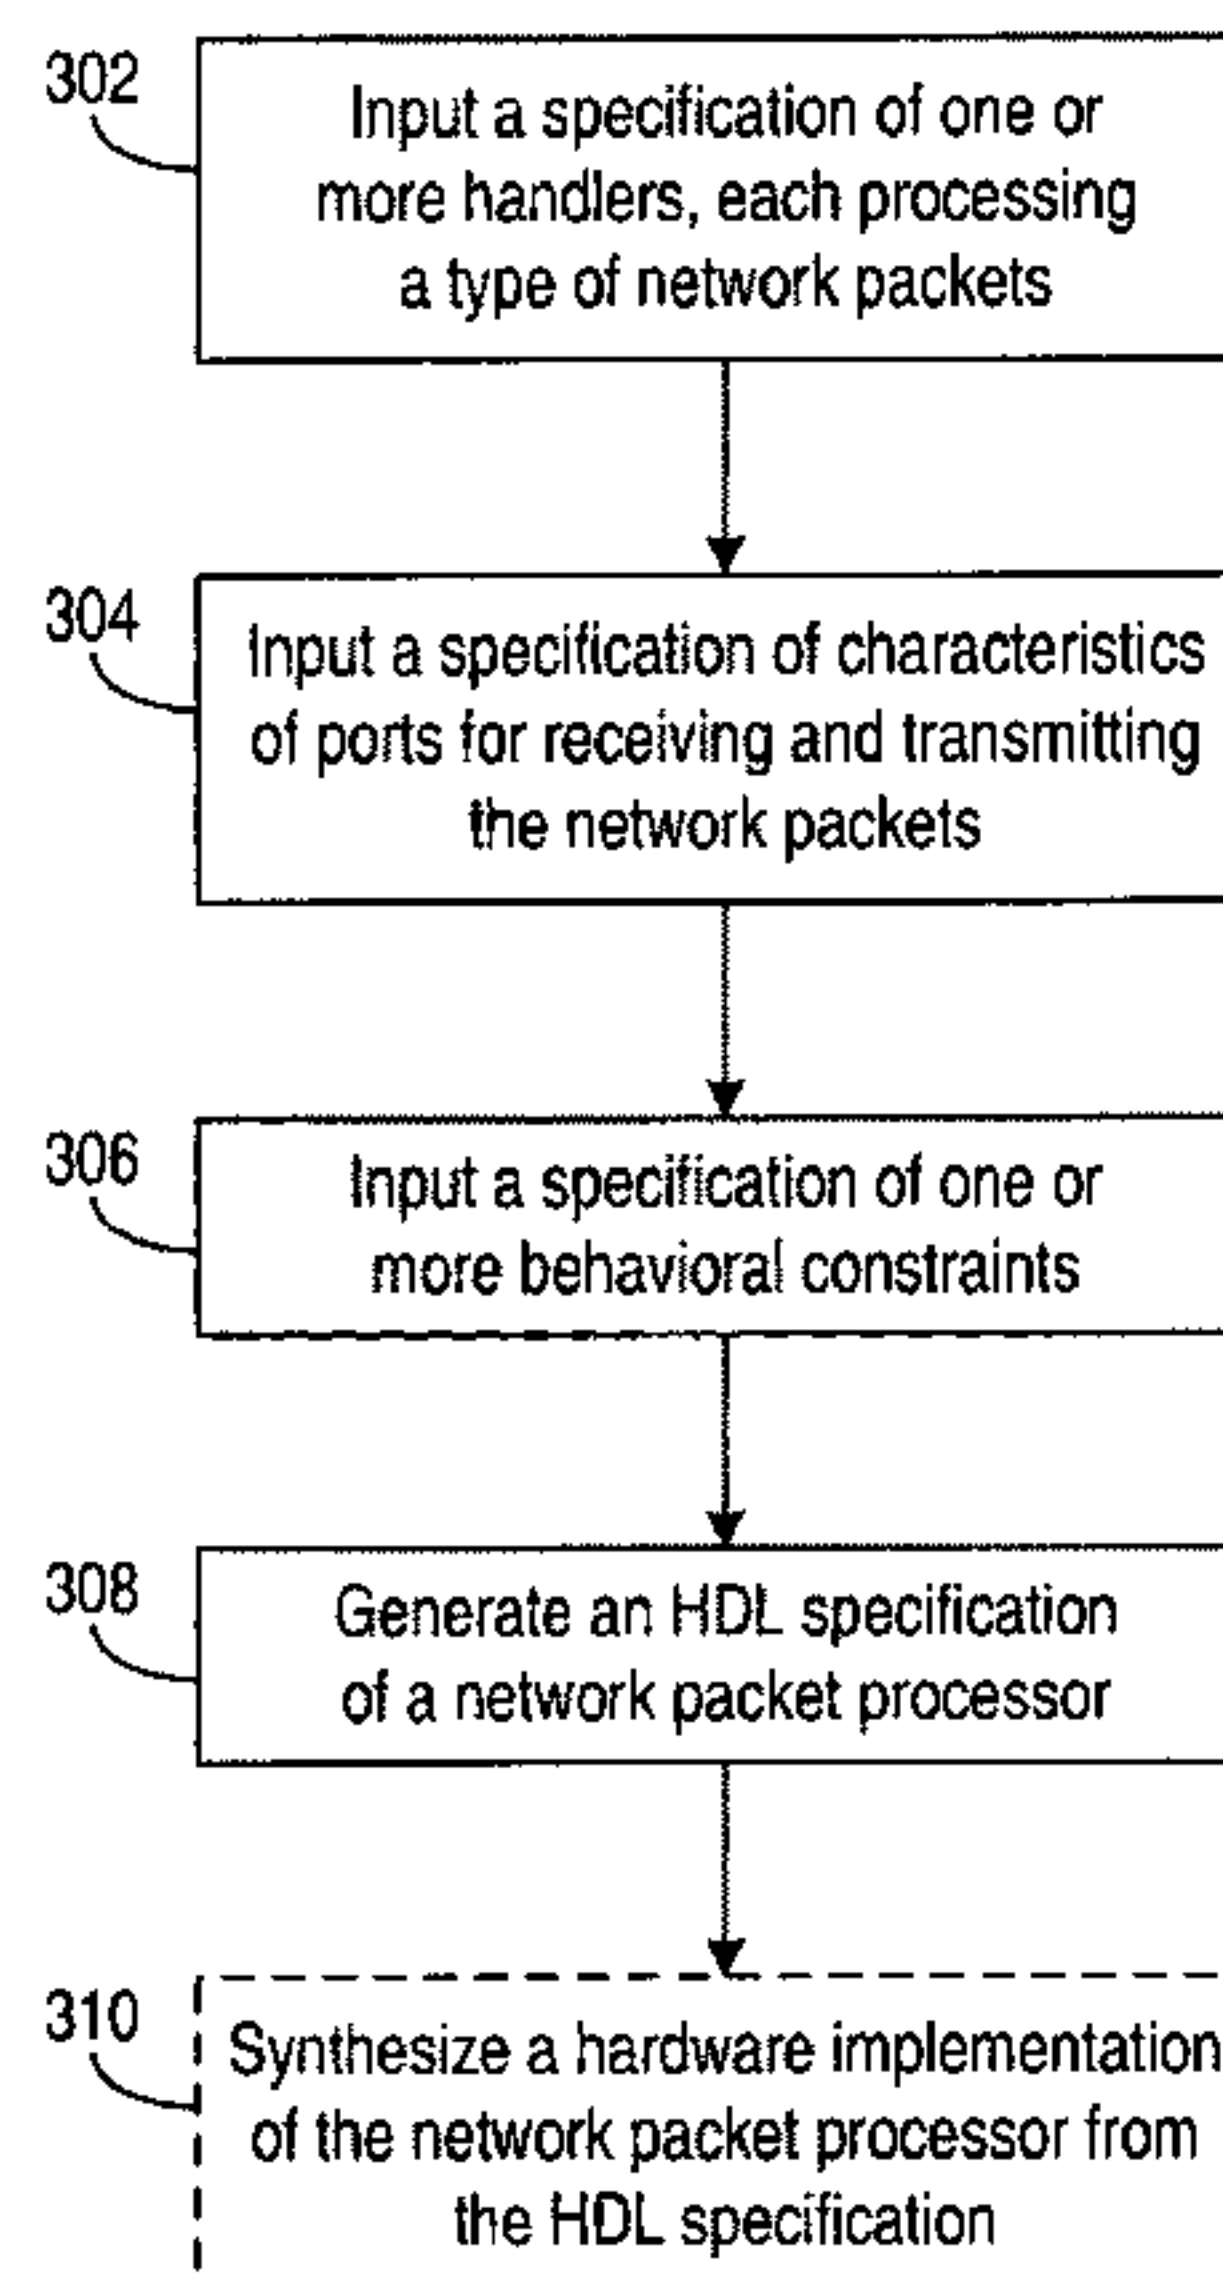 302
Input a specification of one or
more handlers, each processing
a type of network packets
304
Input a specification of characteristics
of ports for receiving and transmitting
the network packets
306
Input a specification of one or
more behavioral constraints
308
Generate an HDL specification
of a network packet processor
310
Synthesize a hardware implementation
of the network packet processor from
the HDL specification